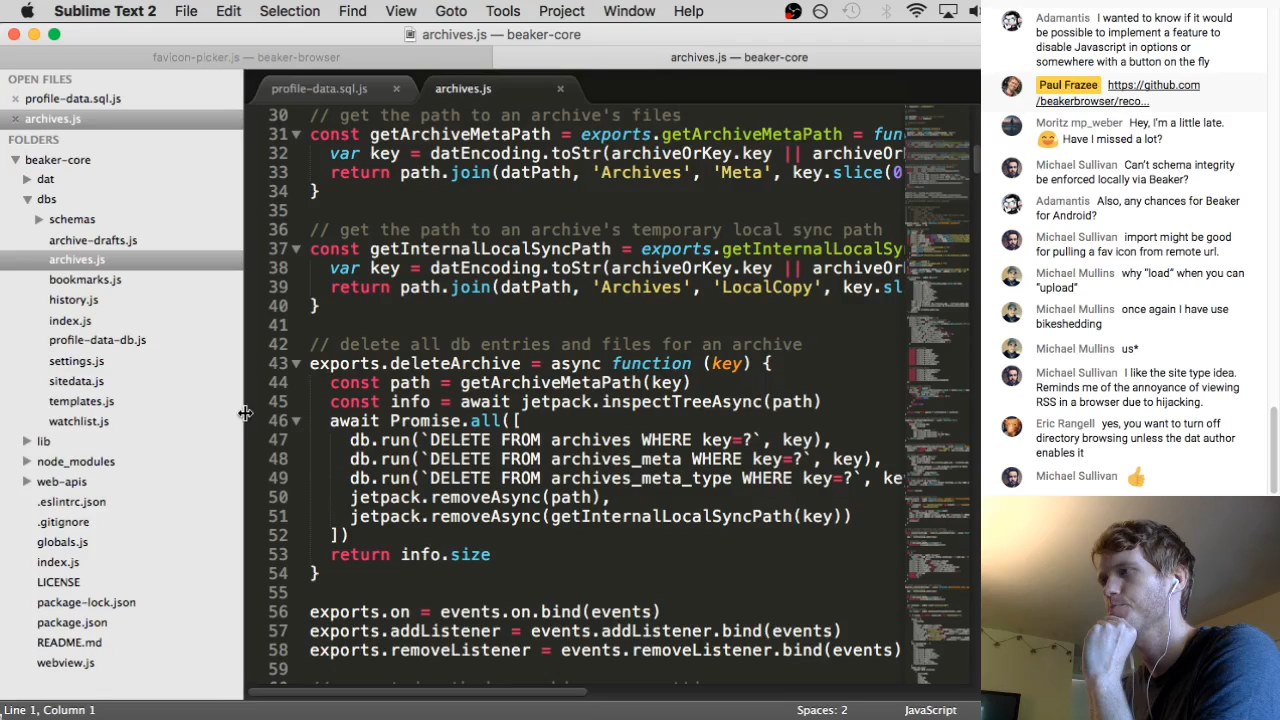 Sublime Text 2 File Edit Selection Find View Goto Tools Project Window Help
archives.js — beaker-core
favicon-picker.js — beaker-browser
archives.js — beaker-core
OPEN FILES
profile-data.sql.js
archives.js
FOLDERS
beaker-core
dat
dbs
schemas
archive-drafts.js
archives.js
bookmarks.js
history.js
index.js
profile-data-db.js
settings.js
sitedata.js
templates.js
watchlist.js
lib
node_modules
web-apis
.eslintrc.json
.gitignore
globals.js
index.js
LICENSE
package-lock.json
package.json
README.md
webview.js
profile-data.sql.js
archives.js
30 // get the path to an archive's files
31 const getArchiveMetaPath = exports.getArchiveMetaPath = fun
32 var key = datEncoding.toStr(archiveOrKey.key || archiveOr
33 return path.join(datPath, 'Archives', 'Meta', key.slice(0
34 }
35
36 // get the path to an archive's temporary local sync path
37 const getInternalLocalSyncPath = exports.getInternalLocalSy
38 var key = datEncoding.toStr(archiveOrKey.key || archiveOr
39 return path.join(datPath, 'Archives', 'LocalCopy', key.sl
40 }
41
42 // delete all db entries and files for an archive
43 exports.deleteArchive = async function (key) {
44 const path = getArchiveMetaPath(key)
45 const info = await jetpack.inspectTreeAsync(path)
46 await Promise.all([
47 db.run(`DELETE FROM archives WHERE key=?`, key),
48 db.run(`DELETE FROM archives_meta WHERE key=?`, key),
49 db.run(`DELETE FROM archives_meta_type WHERE key=?`, ke
50 jetpack.removeAsync(path),
51 jetpack.removeAsync(getInternalLocalSyncPath(key))
52 ])
53 return info.size
54 }
55
56 exports.on = events.on.bind(events)
57 exports.addListener = events.addListener.bind(events)
58 exports.removeListener = events.removeListener.bind(events)
59
Line 1, Column 1
Spaces: 2
JavaScript
Adamantis I wanted to know if it would
be possible to implement a feature to
disable Javascript in options or
somewhere with a button on the fly
Paul Frazee https://github.com
/beakerbrowser/reco...
Moritz mp_weber Hey, I'm a little late.
Have I missed a lot?
Michael Sullivan Can't schema integrity
be enforced locally via Beaker?
Adamantis Also, any chances for Beaker
for Android?
Michael Sullivan import might be good
for pulling a fav icon from remote url.
Michael Mullins why “load” when you can
“upload”
Michael Mullins once again I have use
bikeshedding
Michael Mullins us*
Michael Sullivan I like the site type idea.
Reminds me of the annoyance of viewing
RSS in a browser due to hijacking.
Eric Rangell yes, you want to turn off
directory browsing unless the dat author
enables it
Michael Sullivan